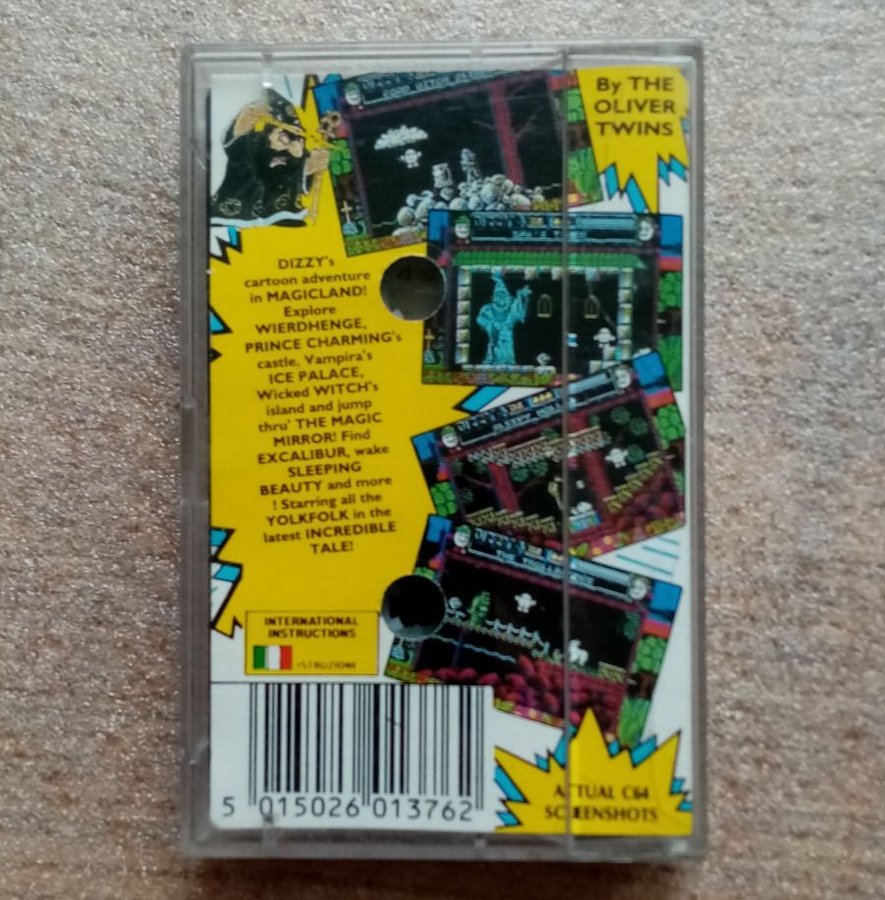 By THE
OLIVER
TWINS
DIZZY's
cartoon adventure
in MAGICLAND!
Explore
WIERDHENGE,
PRINCE CHARMING's
castle, Vampira's
ICE PALACE,
Wicked WITCH's
island and jump
thru' THE MAGIC
MIRROR! Find
EXCALIBUR, wake
SLEEPING
BEAUTY and more
! Starring all the
YOLKFOLK in the
latest INCREDIBLE
TALE!
INTERNATIONAL
INSTRUCTIONS
ISTRUZIONI
ACTUAL C64
SCREENSHOTS
5 015026 013762